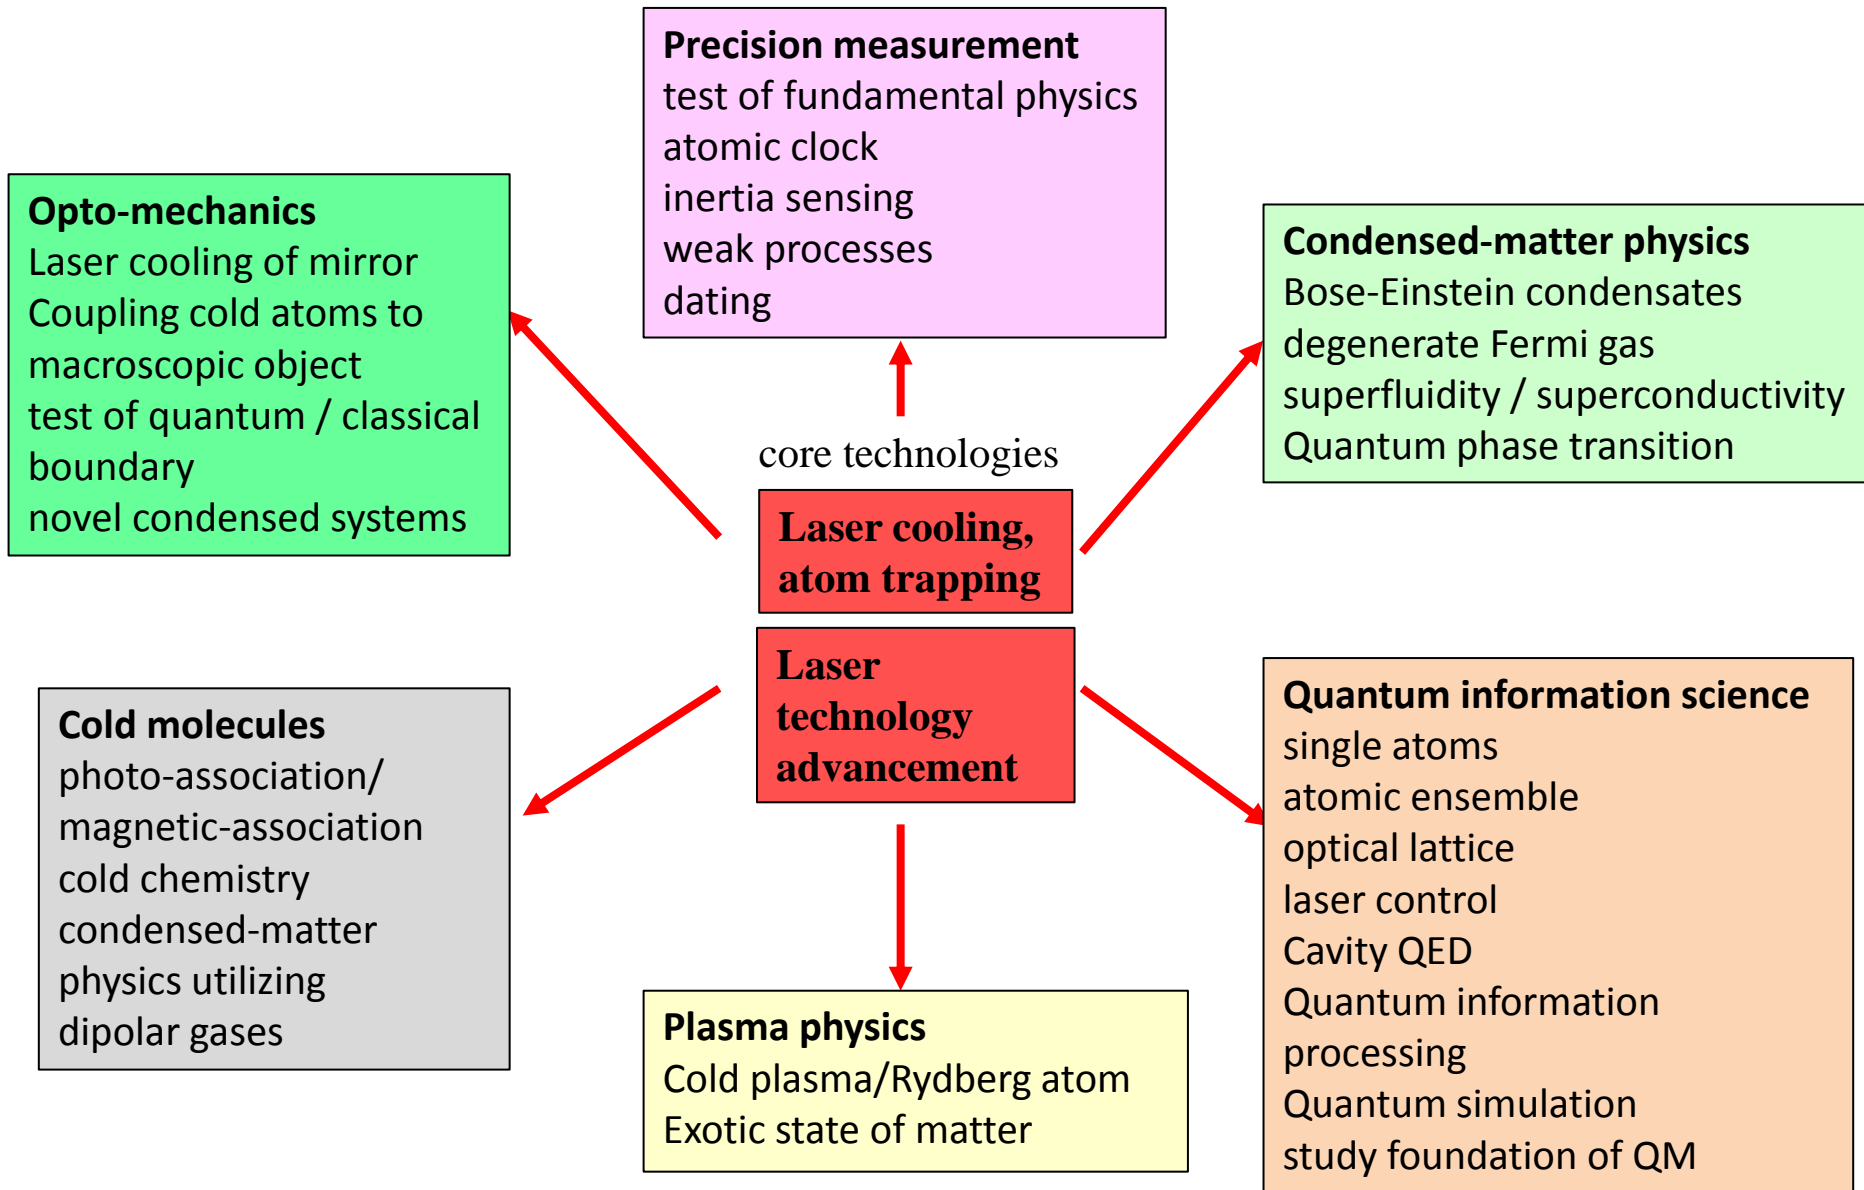 Precision measurement
test of fundamental physics
atomic clock
inertia sensing
weak processes
dating
Opto-mechanics
Laser cooling of mirror
Coupling cold atoms to
macroscopic object
test of quantum / classical
boundary
novel condensed systems
Condensed-matter physics
Bose-Einstein condensates
degenerate Fermi gas
superfluidity / superconductivity
Quantum phase transition
core technologies
Laser cooling,
atom trapping
Laser
technology
advancement
Cold molecules
photo-association/
magnetic-association
cold chemistry
condensed-matter
physics utilizing
dipolar gases
Plasma physics
Cold plasma/Rydberg atom
Exotic state of matter
Quantum information science
single atoms
atomic ensemble
optical lattice
laser control
Cavity QED
Quantum information
processing
Quantum simulation
study foundation of QM